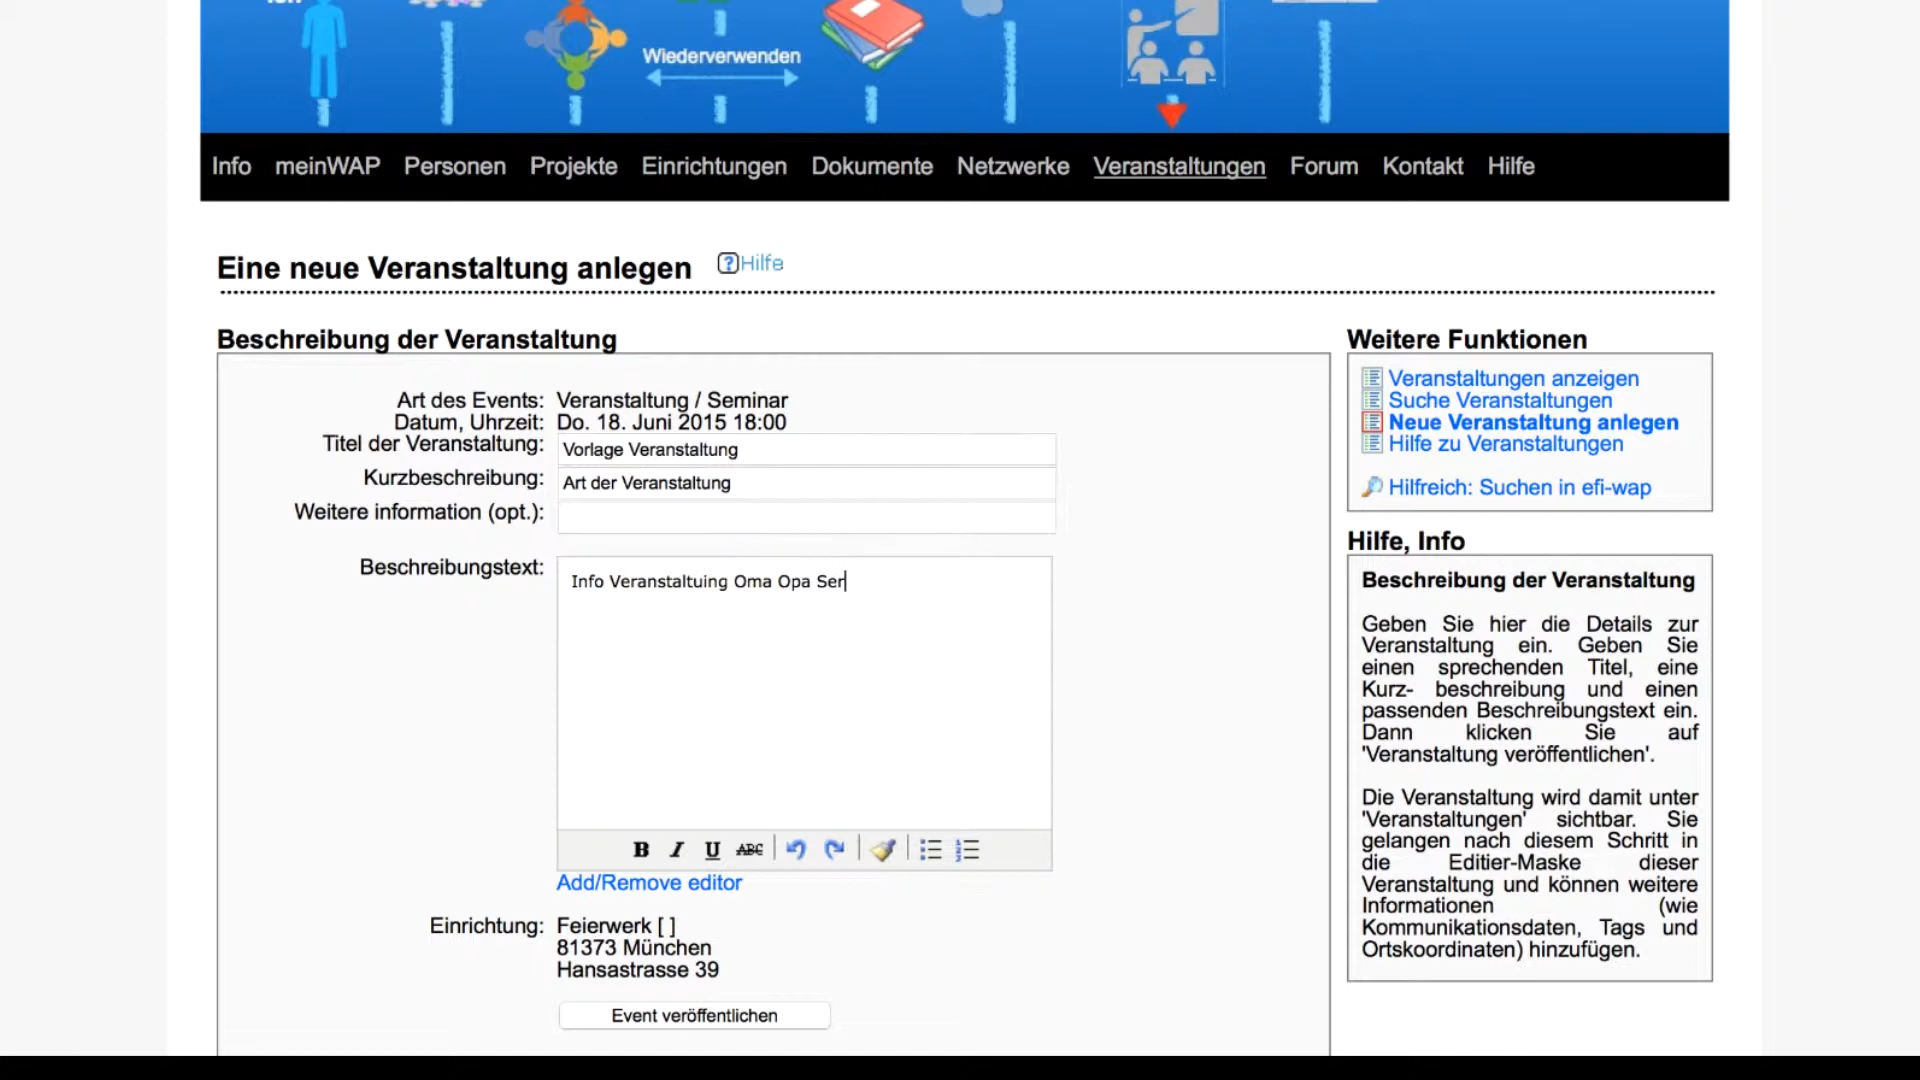 Wiederverwenden
Info meinWAP Personen Projekte Einrichtungen Dokumente Netzwerke Veranstaltungen Forum Kontakt Hilfe
Eine neue Veranstaltung anlegen
?Hilfe
Beschreibung der Veranstaltung
Art des Events: Veranstaltung / Seminar
Datum, Uhrzeit: Do. 18. Juni 2015 18:00
Titel der Veranstaltung: Vorlage Veranstaltung
Kurzbeschreibung: Art der Veranstaltung
Weitere information (opt.):
Beschreibungstext: Info Veranstaltuing Oma Opa Ser
B I U ABC
Add/Remove editor
Einrichtung: Feierwerk [ ]
81373 München
Hansastrasse 39
Event veröffentlichen
Weitere Funktionen
Veranstaltungen anzeigen
Suche Veranstaltungen
Neue Veranstaltung anlegen
Hilfe zu Veranstaltungen
Hilfreich: Suchen in efi-wap
Hilfe, Info
Beschreibung der Veranstaltung
Geben Sie hier die Details zur
Veranstaltung ein. Geben Sie
einen sprechenden Titel, eine
Kurz- beschreibung und einen
passenden Beschreibungstext ein.
Dann klicken Sie auf
'Veranstaltung veröffentlichen'.
Die Veranstaltung wird damit unter
'Veranstaltungen' sichtbar. Sie
gelangen nach diesem Schritt in
die Editier-Maske dieser
Veranstaltung und können weitere
Informationen (wie
Kommunikationsdaten, Tags und
Ortskoordinaten) hinzufügen.